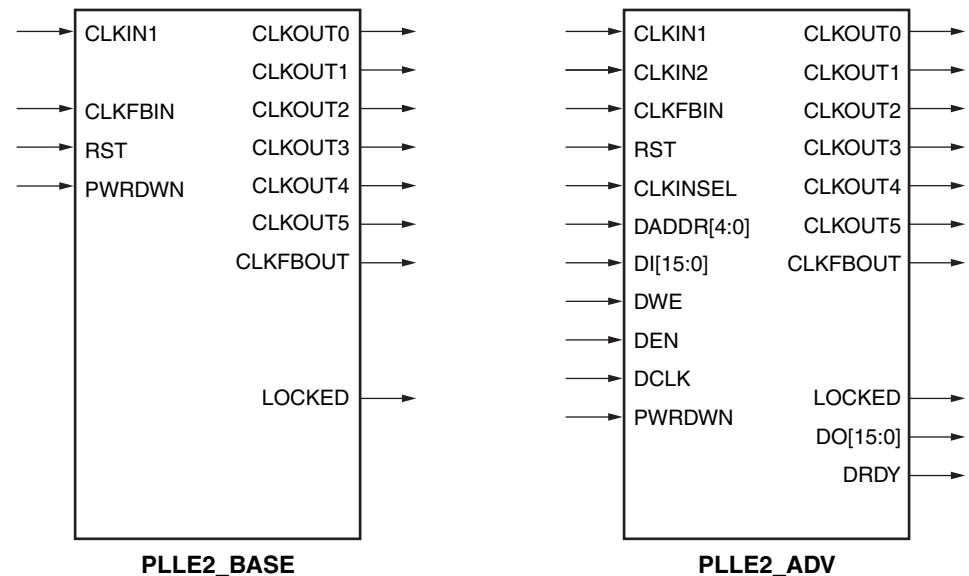 CLKIN1 CLKOUT0
CLKOUT1
CLKFBIN CLKOUT2
RST CLKOUT3
PWRDWN CLKOUT4
CLKOUT5
CLKFBOUT
LOCKED
PLLE2_BASE
CLKIN1 CLKOUT0
CLKIN2 CLKOUT1
CLKFBIN CLKOUT2
RST CLKOUT3
CLKINSEL CLKOUT4
DADDR[4:0] CLKOUT5
DI[15:0] CLKFBOUT
DWE
DEN
DCLK LOCKED
PWRDWN DO[15:0]
DRDY
PLLE2_ADV